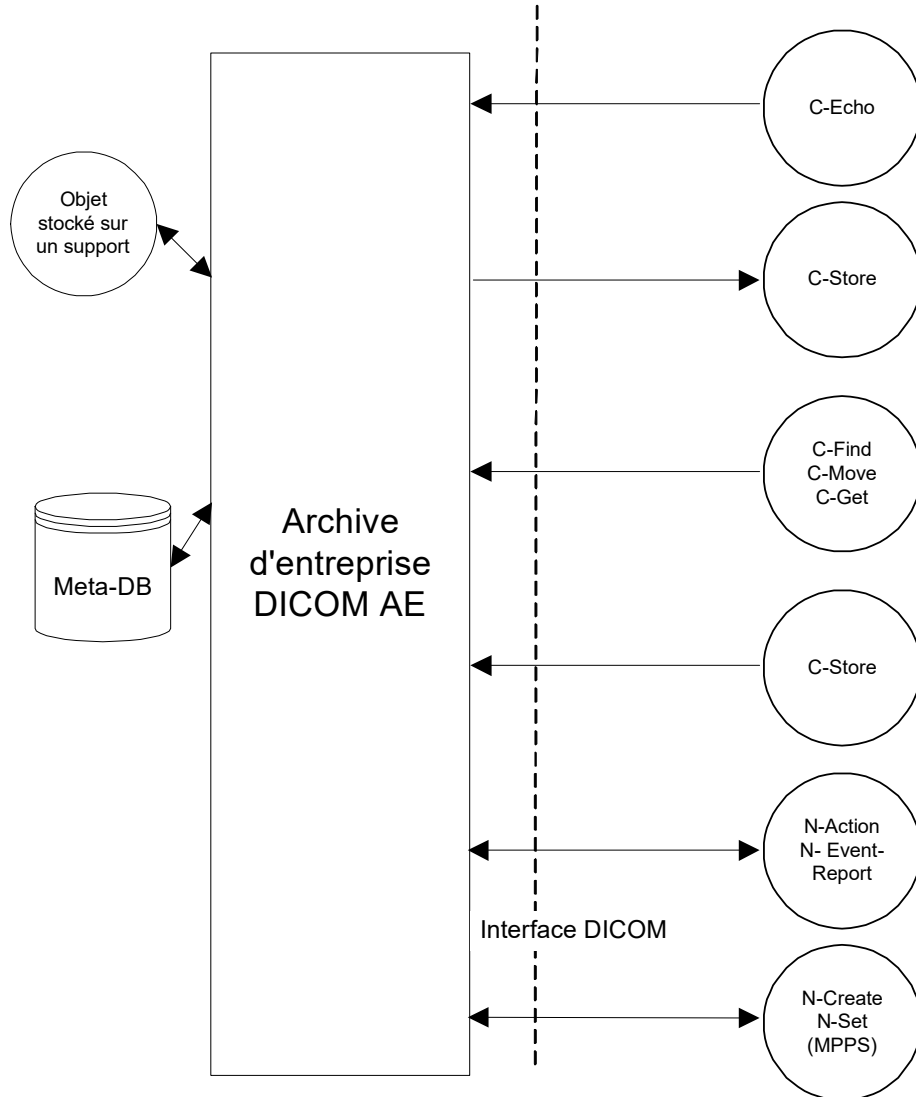 C-Echo
Objet
stocké sur
un support
C-Store
C-Find
C-Move
C-Get
Archive
d'entreprise
DICOM AE
Meta-DB
C-Store
N-Action
N- Event-
Report
Interface DICOM
N-Create
N-Set
(MPPS)